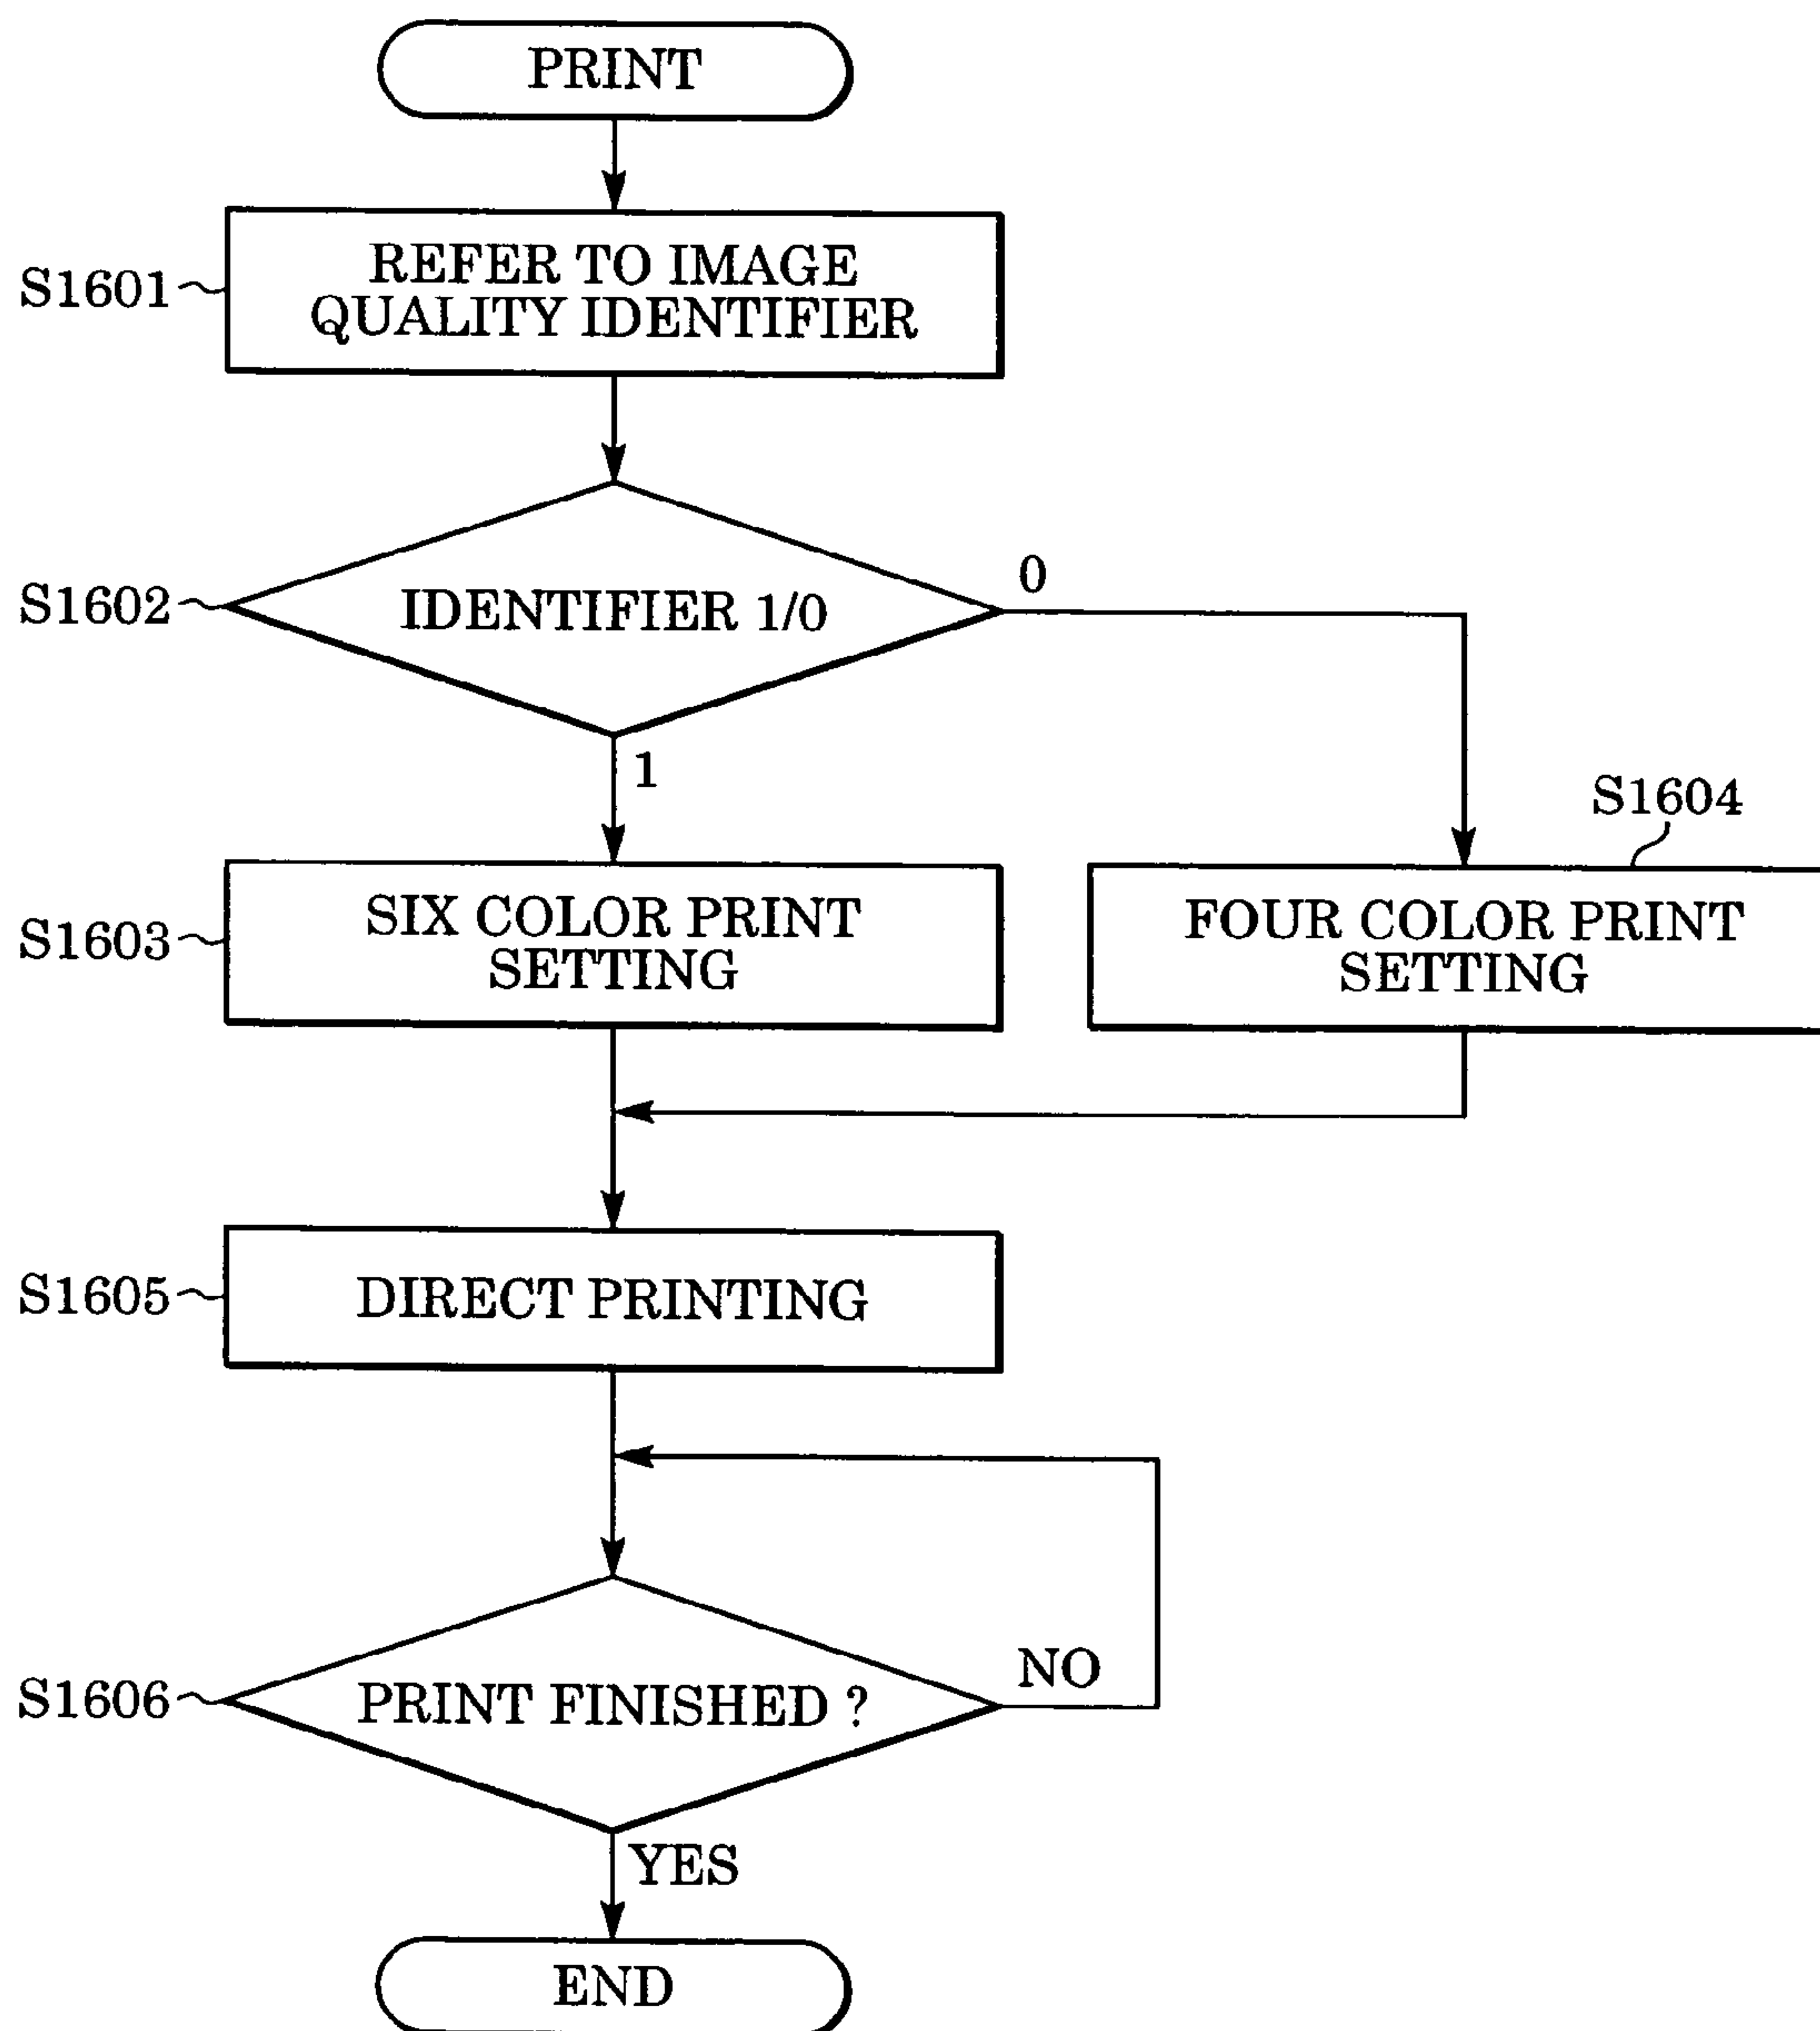 PRINT
S1601
REFER TO IMAGE
QUALITY IDENTIFIER
S1602
IDENTIFIER 1/0
0
1
S1604
S1603
SIX COLOR PRINT
SETTING
FOUR COLOR PRINT
SETTING
S1605
DIRECT PRINTING
S1606
PRINT FINISHED ?
NO
YES
END